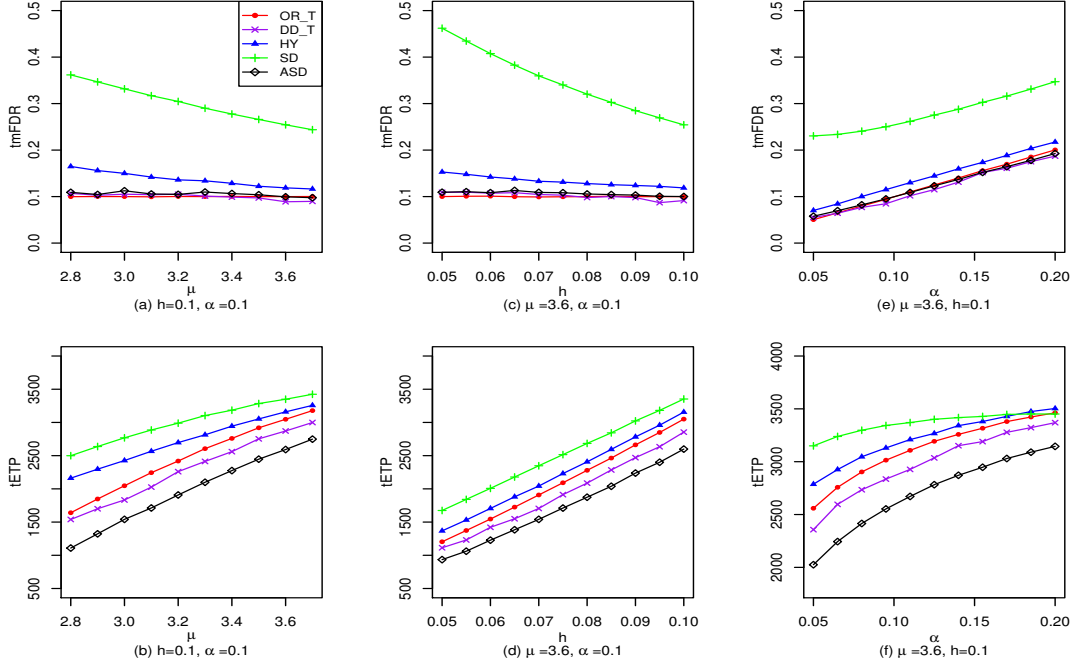 tmFDR
0.0 0.1 0.2 0.3 0.4 0.5
OR_T
DD_T
HY
SD
ASD
2.8 3.0 3.2 3.4 3.6
μ
(a) h=0.1, α =0.1
tmFDR
0.0 0.1 0.2 0.3 0.4 0.5
0.05 0.06 0.07 0.08 0.09 0.10
h
(c) μ =3.6, α =0.1
tmFDR
0.0 0.1 0.2 0.3 0.4 0.5
0.05 0.10 0.15 0.20
α
(e) μ =3.6, h=0.1
tETP
500 1500 2500 3500
2.8 3.0 3.2 3.4 3.6
μ
(b) h=0.1, α =0.1
tETP
500 1500 2500 3500
0.05 0.06 0.07 0.08 0.09 0.10
h
(d) μ =3.6, α =0.1
tETP
2000 2500 3000 3500 4000
0.05 0.10 0.15 0.20
α
(f) μ =3.6, h=0.1